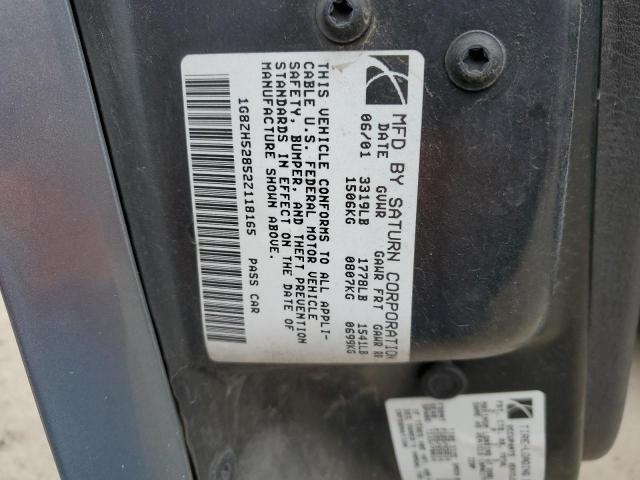 MFD BY SATURN CORPORATION
DATE GVWR GAWR FRT GAWR RR
06/01 3319LB 1778LB 1541LB
1506KG 0807KG 0699KG
THIS VEHICLE CONFORMS TO ALL APPLI-
CABLE U.S. FEDERAL MOTOR VEHICLE
SAFETY, BUMPER, AND THEFT PREVENTION
STANDARDS IN EFFECT ON THE DATE OF
MANUFACTURE SHOWN ABOVE.
1G8ZH52852Z118165 PASS CAR
TIRE-LOADING